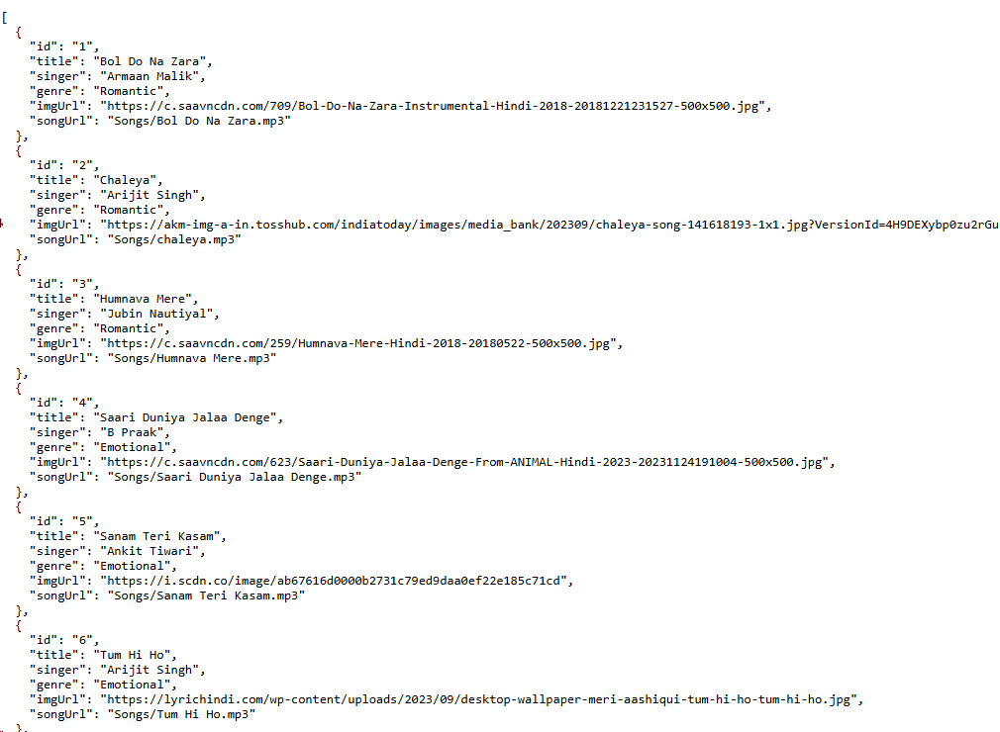 [
  {
    "id": "1",
    "title": "Bol Do Na Zara",
    "singer": "Armaan Malik",
    "genre": "Romantic",
    "imgUrl": "https://c.saavncdn.com/709/Bol-Do-Na-Zara-Instrumental-Hindi-2018-20181221231527-500x500.jpg",
    "songUrl": "Songs/Bol Do Na Zara.mp3"
  },
  {
    "id": "2",
    "title": "Chaleya",
    "singer": "Arijit Singh",
    "genre": "Romantic",
    "imgUrl": "https://akm-img-a-in.tosshub.com/indiatoday/images/media_bank/202309/chaleya-song-141618193-1x1.jpg?VersionId=4H9DEXybp0zu2rGu
    "songUrl": "Songs/chaleya.mp3"
  },
  {
    "id": "3",
    "title": "Humnava Mere",
    "singer": "Jubin Nautiyal",
    "genre": "Romantic",
    "imgUrl": "https://c.saavncdn.com/259/Humnava-Mere-Hindi-2018-20180522-500x500.jpg",
    "songUrl": "Songs/Humnava Mere.mp3"
  },
  {
    "id": "4",
    "title": "Saari Duniya Jalaa Denge",
    "singer": "B Praak",
    "genre": "Emotional",
    "imgUrl": "https://c.saavncdn.com/623/Saari-Duniya-Jalaa-Denge-From-ANIMAL-Hindi-2023-20231124191004-500x500.jpg",
    "songUrl": "Songs/Saari Duniya Jalaa Denge.mp3"
  },
  {
    "id": "5",
    "title": "Sanam Teri Kasam",
    "singer": "Ankit Tiwari",
    "genre": "Emotional",
    "imgUrl": "https://i.scdn.co/image/ab67616d0000b2731c79ed9daa0ef22e185c71cd",
    "songUrl": "Songs/Sanam Teri Kasam.mp3"
  },
  {
    "id": "6",
    "title": "Tum Hi Ho",
    "singer": "Arijit Singh",
    "genre": "Emotional",
    "imgUrl": "https://lyrichindi.com/wp-content/uploads/2023/09/desktop-wallpaper-meri-aashiqui-tum-hi-ho-tum-hi-ho.jpg",
    "songUrl": "Songs/Tum Hi Ho.mp3"
  },